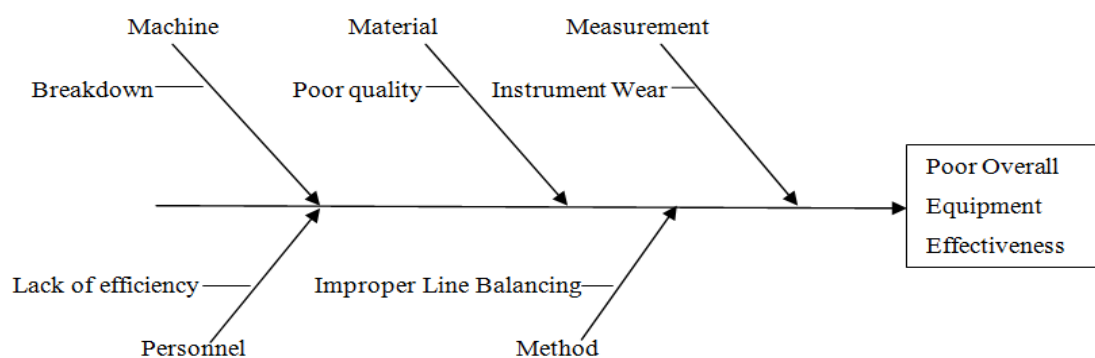 Machine
Material
Measurement
Breakdown
Poor quality
Instrument Wear
Poor Overall
Equipment
Effectiveness
Lack of efficiency
Improper Line Balancing
Personnel
Method